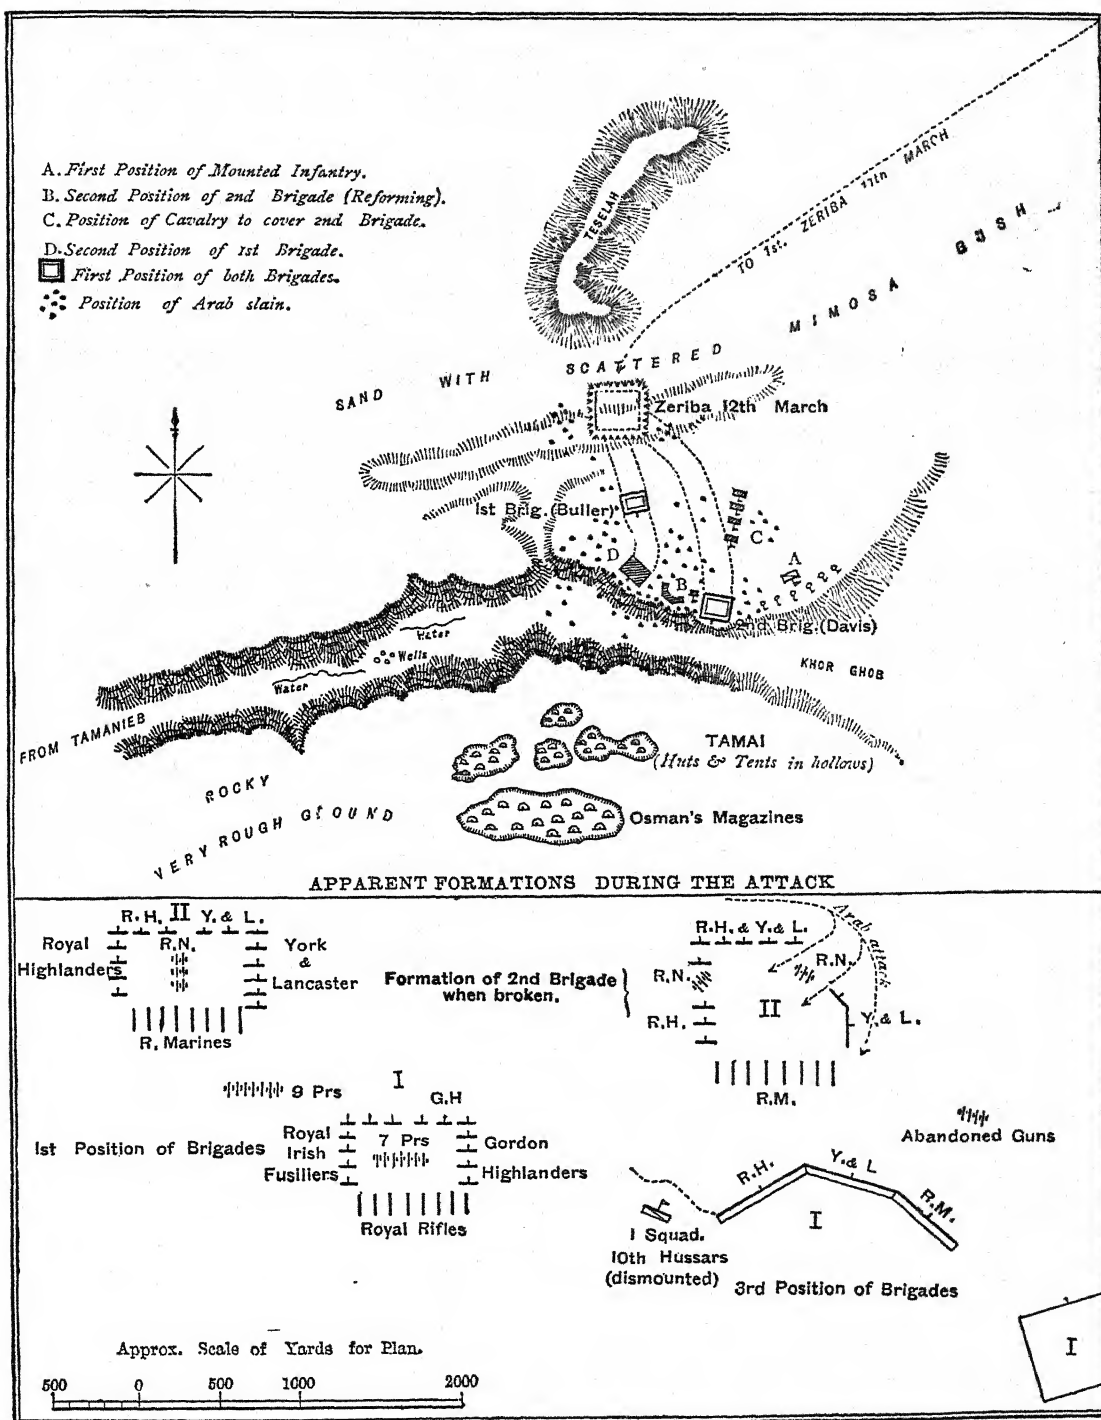 A. First Position of Mounted Infantry.
B. Second Position of 2nd Brigade (Reforming).
C. Position of Cavalry to cover 2nd Brigade.
D. Second Position of 1st Brigade.
First Position of both Brigades.
Position of Arab slain.
TESELAH
TO 1st. ZERIBA 11th MARCH
SAND WITH SCATTERED MIMOSA BUSH
Zeriba 12th March
1st Brig.(Buller)
D
C
A
B
2nd Brig.(Davis)
Water
Wells
Water
KHOR GHOB
FROM TAMANIEB
TAMAI
(Huts & Tents in hollows)
ROCKY
VERY ROUGH GROUND
Osman's Magazines
APPARENT FORMATIONS DURING THE ATTACK
R.H. II Y. & L.
Royal Highlanders
R.N.
York & Lancaster
R. Marines
Formation of 2nd Brigade
when broken.
R.H. & Y. & L.
Arab attack
R.N.
R.N.
II
R.H.
Y. & L.
R.M.
9 Prs
I
G.H
1st Position of Brigades
Royal Irish Fusiliers
7 Prs
Gordon Highlanders
Royal Rifles
Abandoned Guns
R.H.
Y. & L
R.M.
I
1 Squad.
10th Hussars
(dismounted)
3rd Position of Brigades
I
Approx. Scale of Yards for Plan.
500 0 500 1000 2000